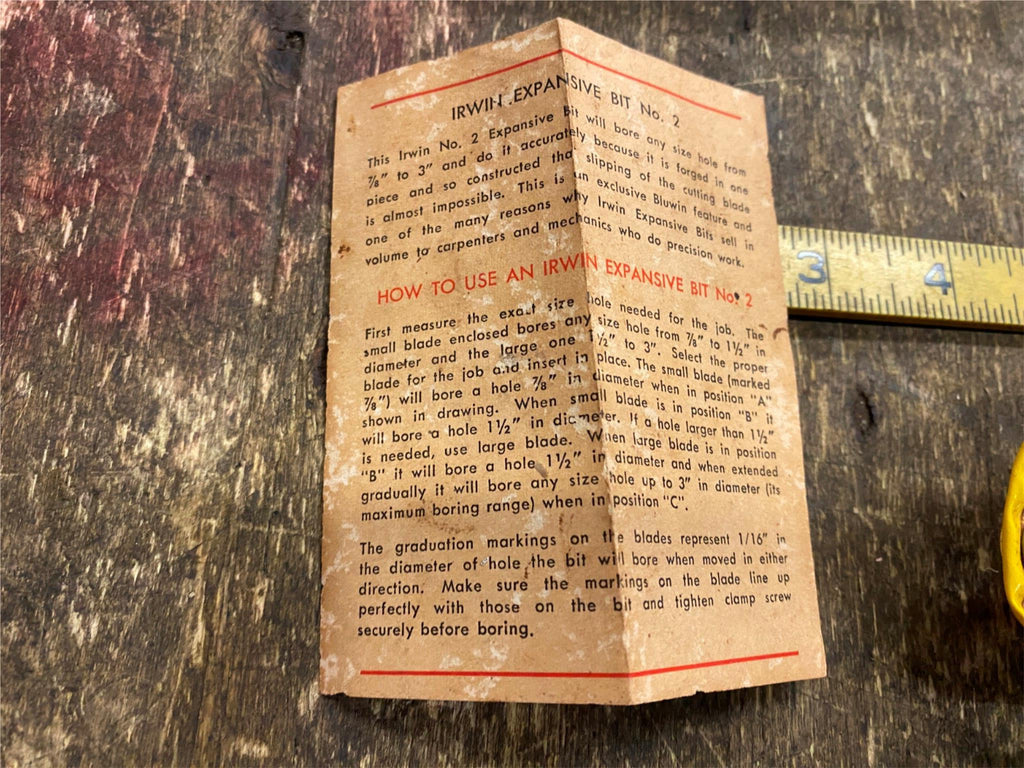 IRWIN EXPANSIVE BIT No. 2
This Irwin No. 2 Expansive Bit will bore any size hole from
⅞" to 3" and do it accurately because it is forged in one
piece and so constructed that slipping of the cutting blade
is almost impossible. This is an exclusive Bluwin feature and
one of the many reasons why Irwin Expansive Bits sell in
volume to carpenters and mechanics who do precision work.
HOW TO USE AN IRWIN EXPANSIVE BIT No. 2
First measure the exact size hole needed for the job. The
small blade enclosed bores any size hole from ⅞" to 1½" in
diameter and the large one 1½" to 3". Select the proper
blade for the job and insert in place. The small blade (marked
⅞") will bore a hole ⅞" in diameter when in position "A"
shown in drawing. When small blade is in position "B" it
will bore a hole 1½" in diameter. If a hole larger than 1½"
is needed, use large blade. When large blade is in position
"B" it will bore a hole 1½" in diameter and when extended
gradually it will bore any size hole up to 3" in diameter (its
maximum boring range) when in position "C".
The graduation markings on the blades represent 1/16" in
the diameter of hole the bit will bore when moved in either
direction. Make sure the markings on the blade line up
perfectly with those on the bit and tighten clamp screw
securely before boring.
3 4